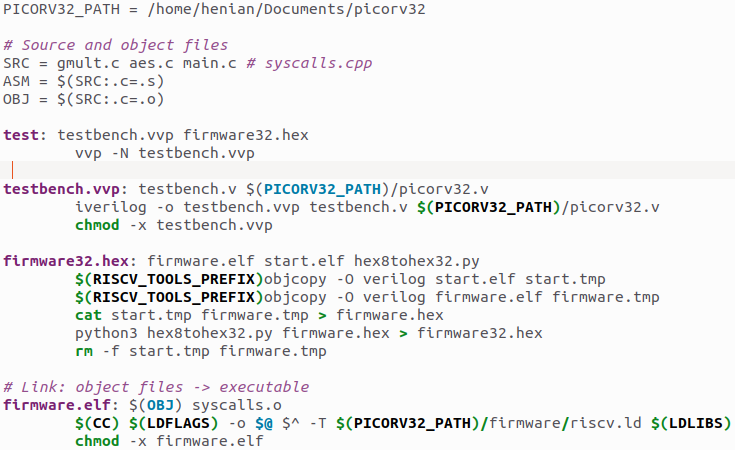 PICORV32_PATH = /home/henian/Documents/picorv32
# Source and object files
SRC = gmult.c aes.c main.c # syscalls.cpp
ASM = $(SRC:.c=.s)
OBJ = $(SRC:.c=.o)
test: testbench.vvp firmware32.hex
vvp -N testbench.vvp
testbench.vvp: testbench.v $(PICORV32_PATH)/picorv32.v
iverilog -o testbench.vvp testbench.v $(PICORV32_PATH)/picorv32.v
chmod -x testbench.vvp
firmware32.hex: firmware.elf start.elf hex8tohex32.py
$(RISCV_TOOLS_PREFIX)objcopy -O verilog start.elf start.tmp
$(RISCV_TOOLS_PREFIX)objcopy -O verilog firmware.elf firmware.tmp
cat start.tmp firmware.tmp > firmware.hex
python3 hex8tohex32.py firmware.hex > firmware32.hex
rm -f start.tmp firmware.tmp
# Link: object files -> executable
firmware.elf: $(OBJ) syscalls.o
$(CC) $(LDFLAGS) -o $@ $^ -T $(PICORV32_PATH)/firmware/riscv.ld $(LDLIBS)
chmod -x firmware.elf